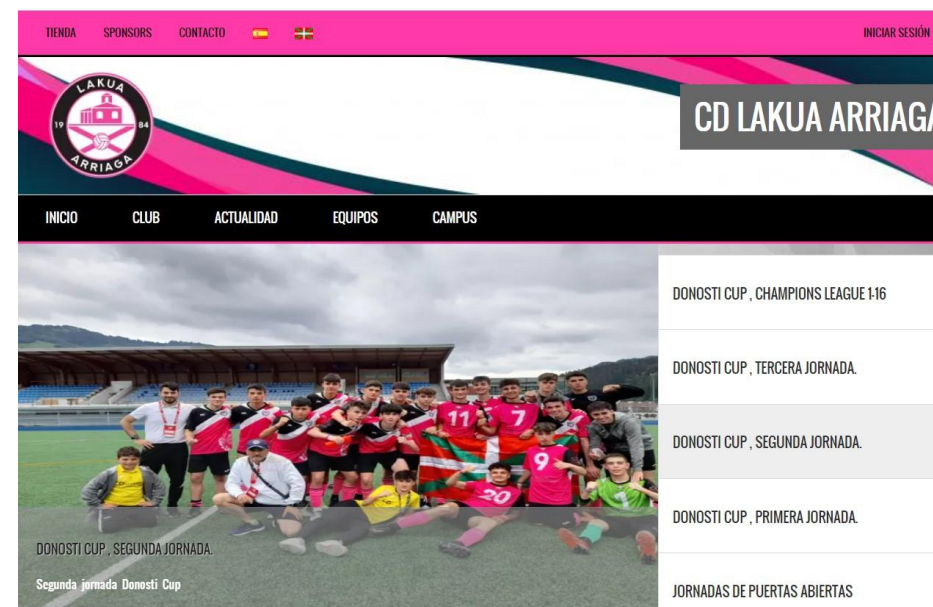 TIENDA SPONSORS CONTACTO INICIAR SESIÓN
LAKUA
19 84
ARRIAGA
CD LAKUA ARRIAGA
INICIO CLUB ACTUALIDAD EQUIPOS CAMPUS
DONOSTI CUP , CHAMPIONS LEAGUE 1-16
DONOSTI CUP , TERCERA JORNADA.
DONOSTI CUP , SEGUNDA JORNADA.
DONOSTI CUP , PRIMERA JORNADA.
JORNADAS DE PUERTAS ABIERTAS
11 7
9
20
1
DONOSTI CUP , SEGUNDA JORNADA.
Segunda jornada Donosti Cup